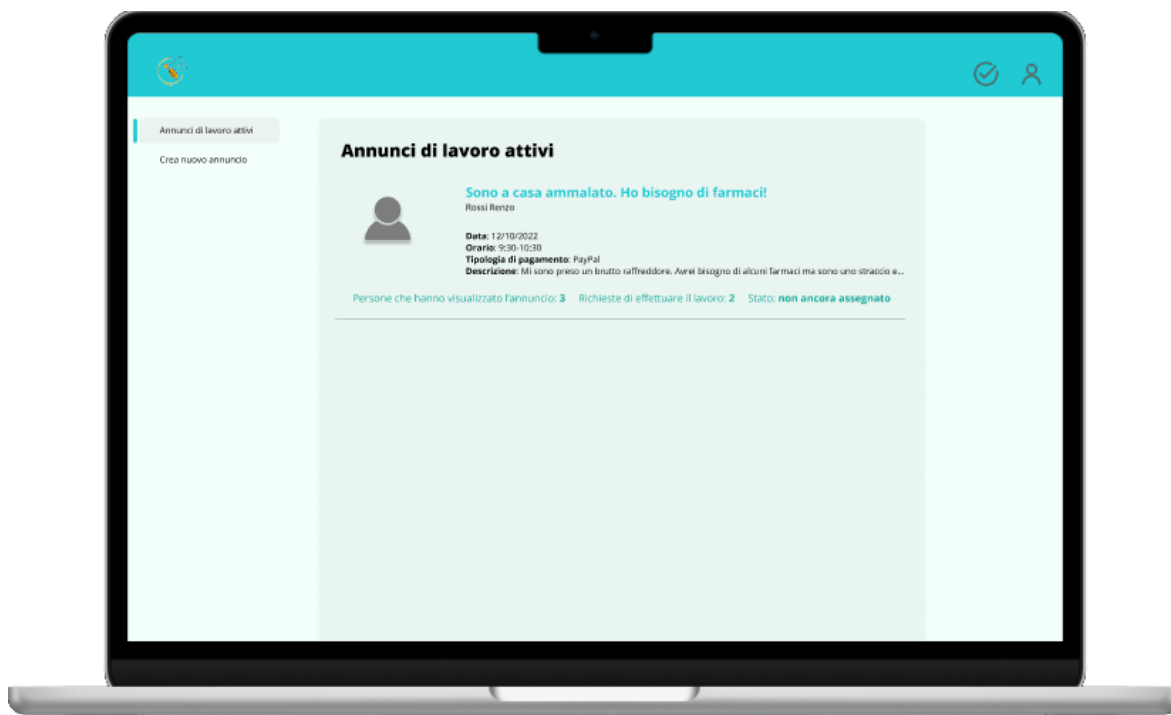 Annunci di lavoro attivi
Crea nuovo annuncio
Annunci di lavoro attivi
Sono a casa ammalato. Ho bisogno di farmaci!
Rossi Renzo
Data: 12/10/2022
Orario: 9:30-10:30
Tipologia di pagamento: PayPal
Descrizione: Mi sono preso un brutto raffreddore. Avrei bisogno di alcuni farmaci ma sono uno straccio e...
Persone che hanno visualizzato l'annuncio: 3 Richieste di effettuare il lavoro: 2 Stato: non ancora assegnato